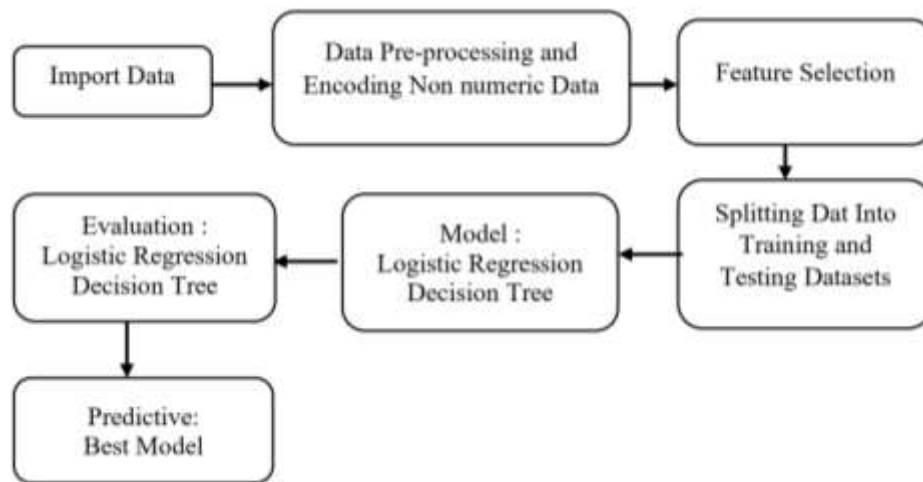 Import Data
Data Pre-processing and
Encoding Non numeric Data
Feature Selection
Splitting Dat Into
Training and
Testing Datasets
Model :
Logistic Regression
Decision Tree
Evaluation :
Logistic Regression
Decision Tree
Predictive:
Best Model